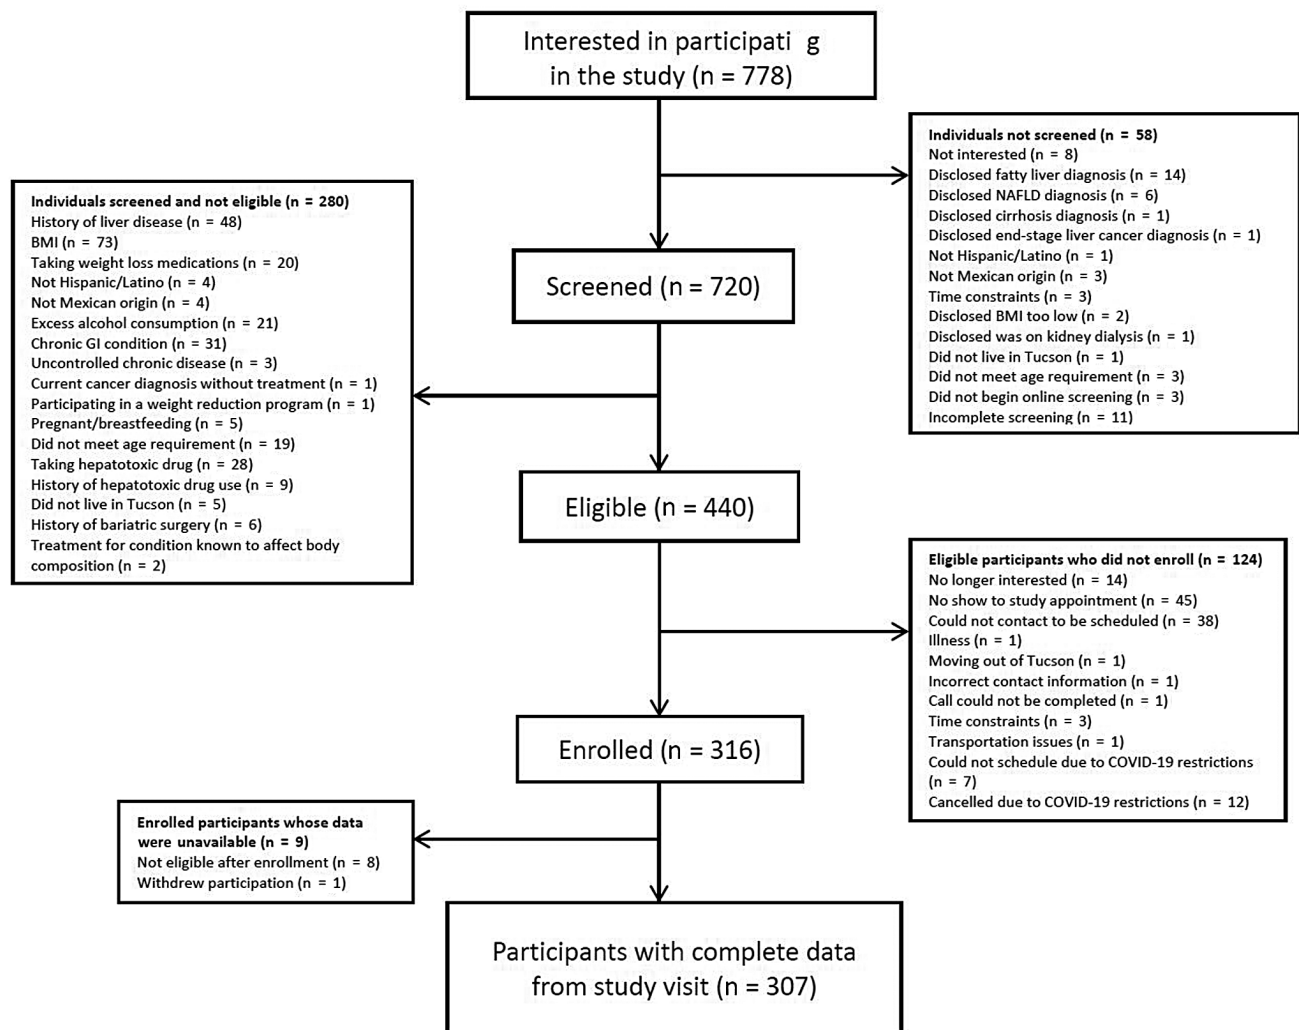 Interested in participati g
in the study (n = 778)
Individuals not screened (n = 58)
Not interested (n = 8)
Disclosed fatty liver diagnosis (n = 14)
Disclosed NAFLD diagnosis (n = 6)
Disclosed cirrhosis diagnosis (n = 1)
Disclosed end-stage liver cancer diagnosis (n = 1)
Not Hispanic/Latino (n = 1)
Not Mexican origin (n = 3)
Time constraints (n = 3)
Disclosed BMI too low (n = 2)
Disclosed was on kidney dialysis (n = 1)
Did not live in Tucson (n = 1)
Did not meet age requirement (n = 3)
Did not begin online screening (n = 3)
Incomplete screening (n = 11)
Screened (n = 720)
Individuals screened and not eligible (n = 280)
History of liver disease (n = 48)
BMI (n = 73)
Taking weight loss medications (n = 20)
Not Hispanic/Latino (n = 4)
Not Mexican origin (n = 4)
Excess alcohol consumption (n = 21)
Chronic GI condition (n = 31)
Uncontrolled chronic disease (n = 3)
Current cancer diagnosis without treatment (n = 1)
Participating in a weight reduction program (n = 1)
Pregnant/breastfeeding (n = 5)
Did not meet age requirement (n = 19)
Taking hepatotoxic drug (n = 28)
History of hepatotoxic drug use (n = 9)
Did not live in Tucson (n = 5)
History of bariatric surgery (n = 6)
Treatment for condition known to affect body
composition (n = 2)
Eligible (n = 440)
Eligible participants who did not enroll (n = 124)
No longer interested (n = 14)
No show to study appointment (n = 45)
Could not contact to be scheduled (n = 38)
Illness (n = 1)
Moving out of Tucson (n = 1)
Incorrect contact information (n = 1)
Call could not be completed (n = 1)
Time constraints (n = 3)
Transportation issues (n = 1)
Could not schedule due to COVID-19 restrictions
(n = 7)
Cancelled due to COVID-19 restrictions (n = 12)
Enrolled (n = 316)
Enrolled participants whose data
were unavailable (n = 9)
Not eligible after enrollment (n = 8)
Withdrew participation (n = 1)
Participants with complete data
from study visit (n = 307)